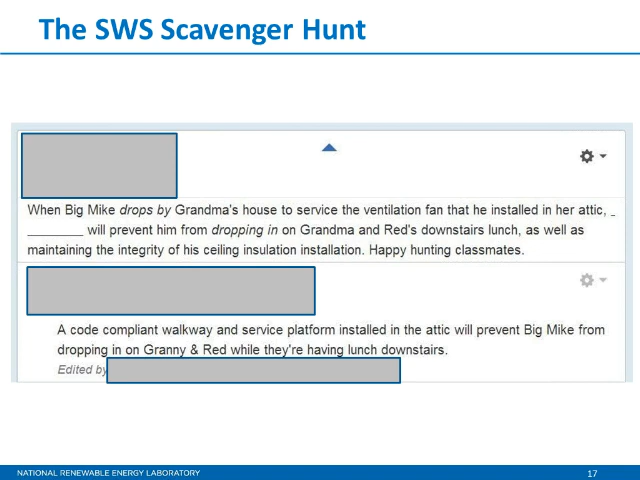 The SWS Scavenger Hunt
When Big Mike drops by Grandma's house to service the ventilation fan that he installed in her attic, _
________ will prevent him from dropping in on Grandma and Red's downstairs lunch, as well as
maintaining the integrity of his ceiling insulation installation. Happy hunting classmates.
A code compliant walkway and service platform installed in the attic will prevent Big Mike from
dropping in on Granny & Red while they're having lunch downstairs.
Edited by
NATIONAL RENEWABLE ENERGY LABORATORY
17